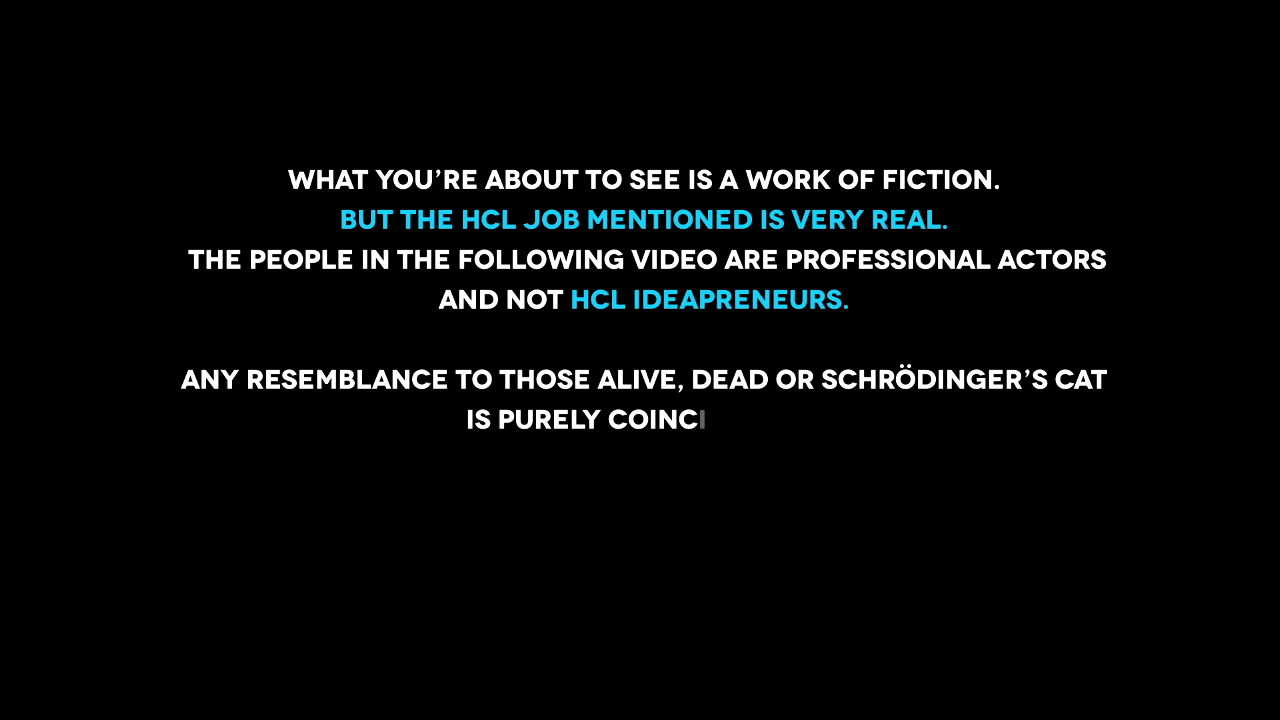 WHAT YOU’RE ABOUT TO SEE IS A WORK OF FICTION.
BUT THE HCL JOB MENTIONED IS VERY REAL.
THE PEOPLE IN THE FOLLOWING VIDEO ARE PROFESSIONAL ACTORS
AND NOT HCL IDEAPRENEURS.
ANY RESEMBLANCE TO THOSE ALIVE, DEAD OR SCHRÖDINGER’S CAT
IS PURELY COINCI